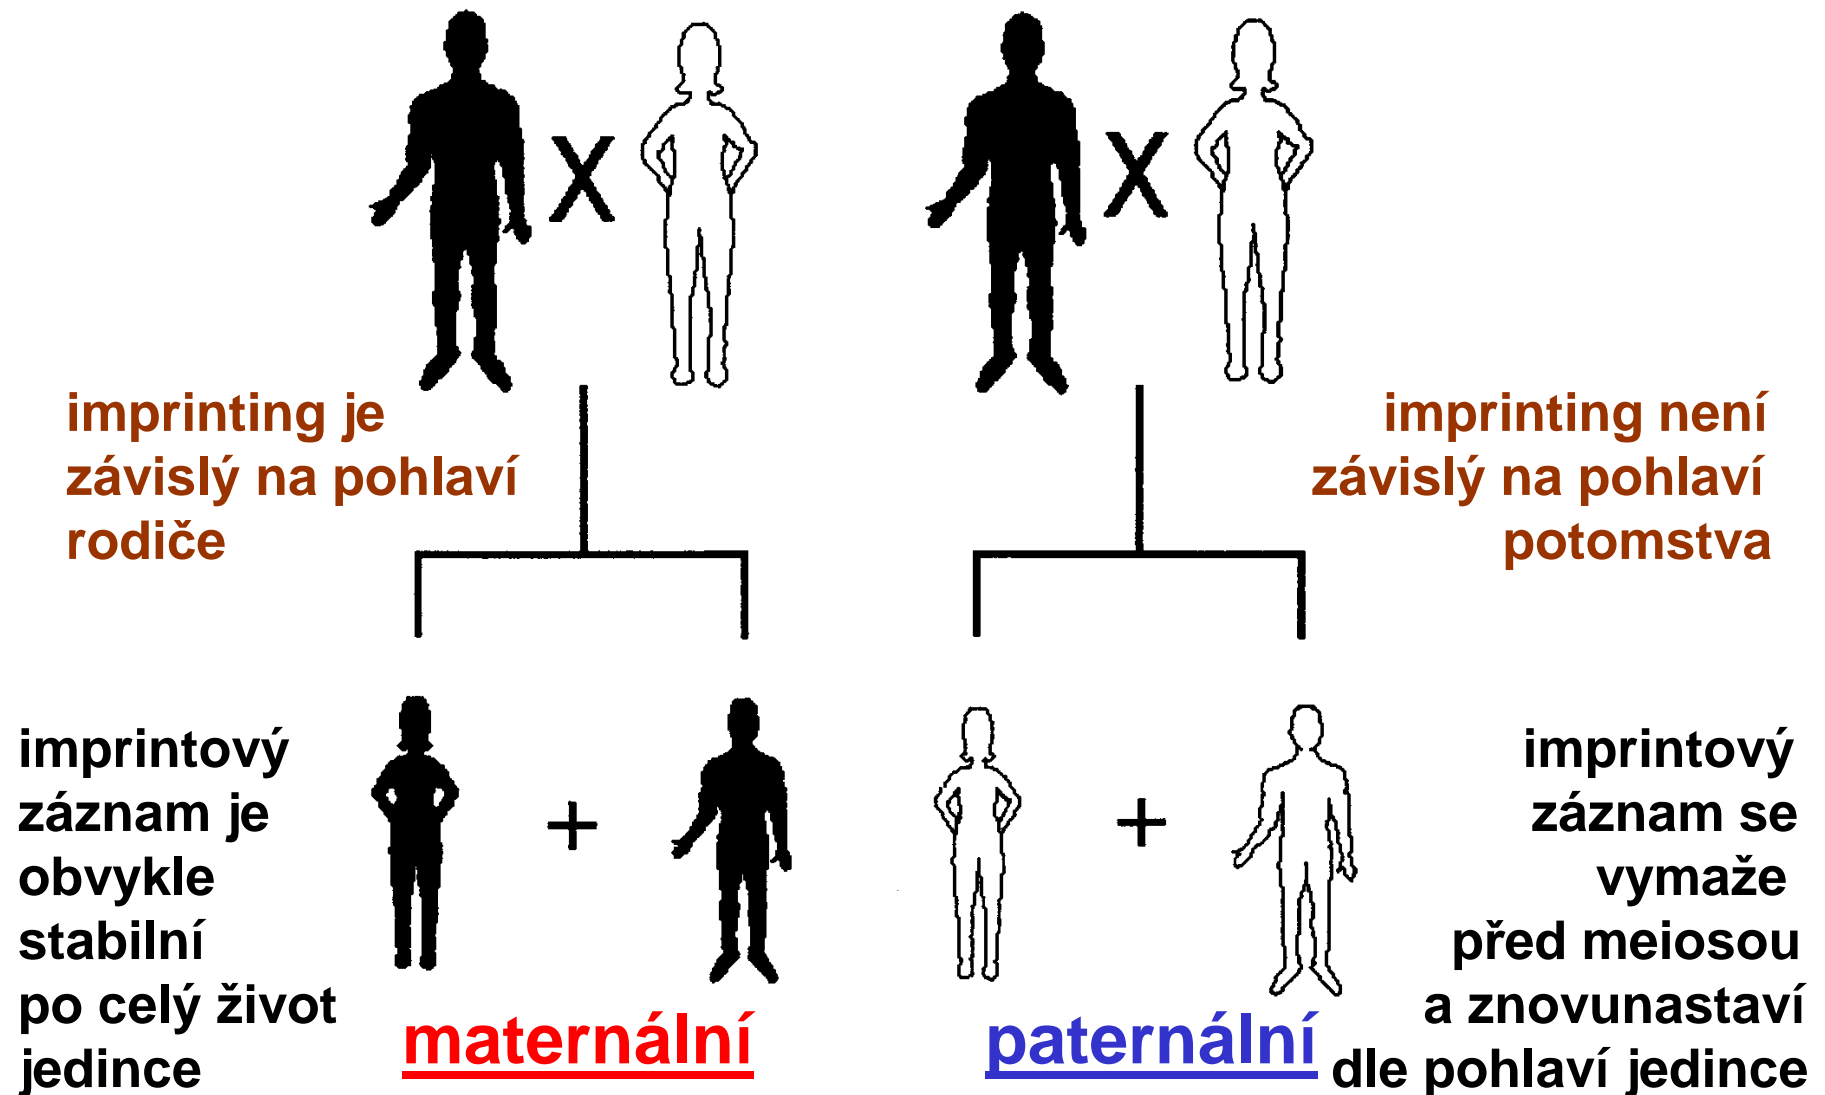 X
X
imprinting je
závislý na pohlaví
rodiče
imprinting není
závislý na pohlaví
potomstva
imprintový
záznam je
obvykle
stabilní
po celý život
jedince
+
+
maternální
paternální
imprintový
záznam se
vymaže
před meiosou
a znovunastaví
dle pohlaví jedince